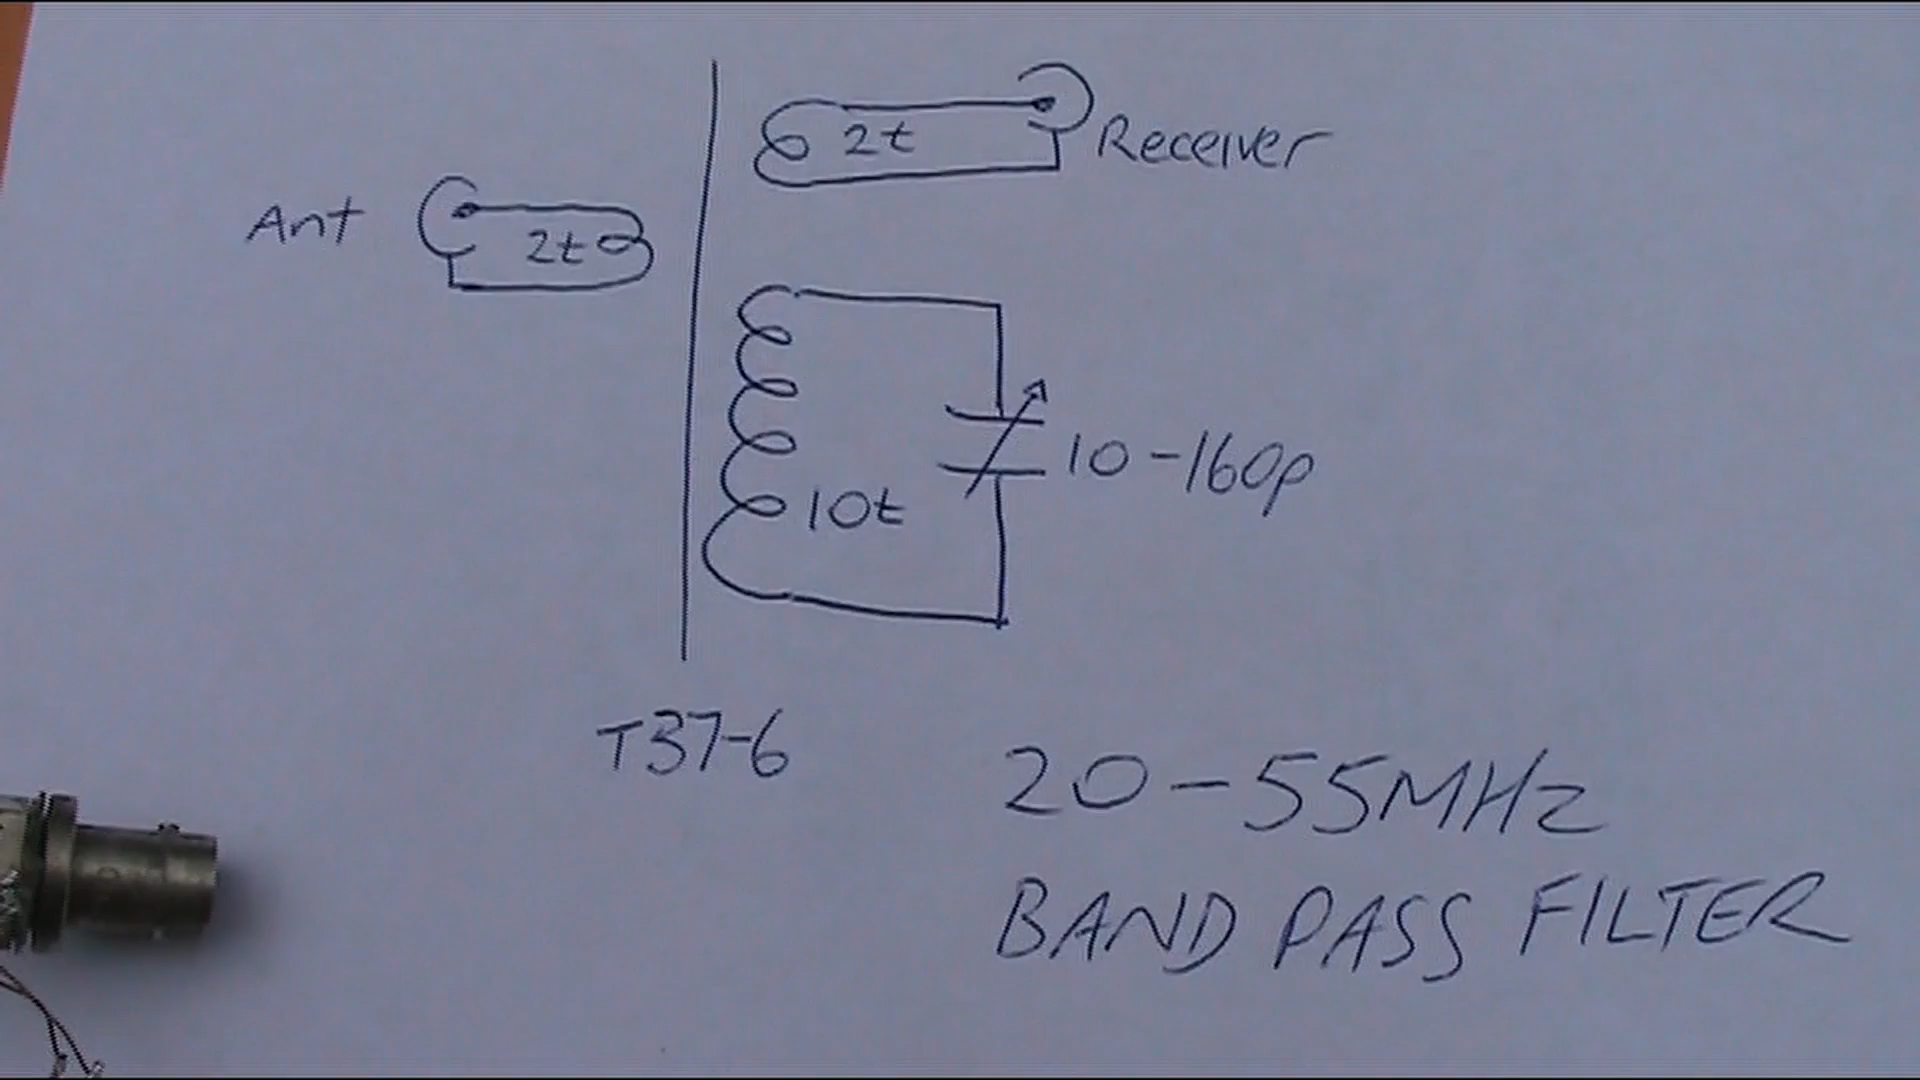 2t
Receiver
Ant
2t
10-160p
10t
T37-6
20-55MHz
BAND PASS FILTER